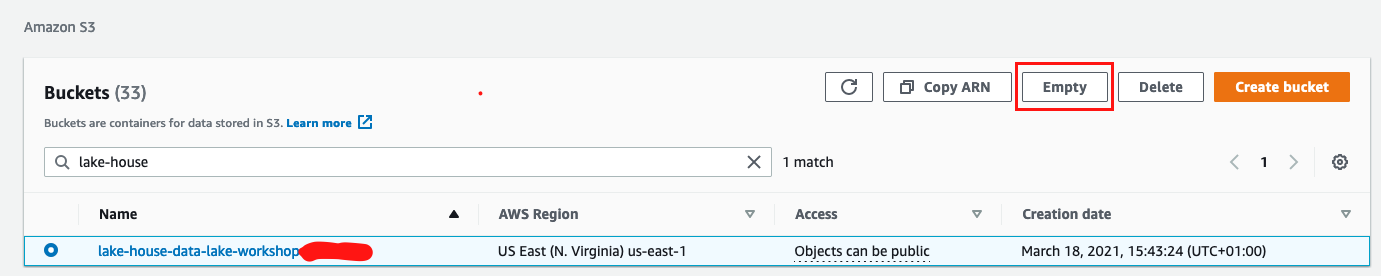 Amazon S3
Buckets (33)
Copy ARN
Empty
Delete
Create bucket
Buckets are containers for data stored in S3. Learn more
lake-house
1 match
1
Name AWS Region Access Creation date
lake-house-data-lake-workshop US East (N. Virginia) us-east-1 Objects can be public March 18, 2021, 15:43:24 (UTC+01:00)